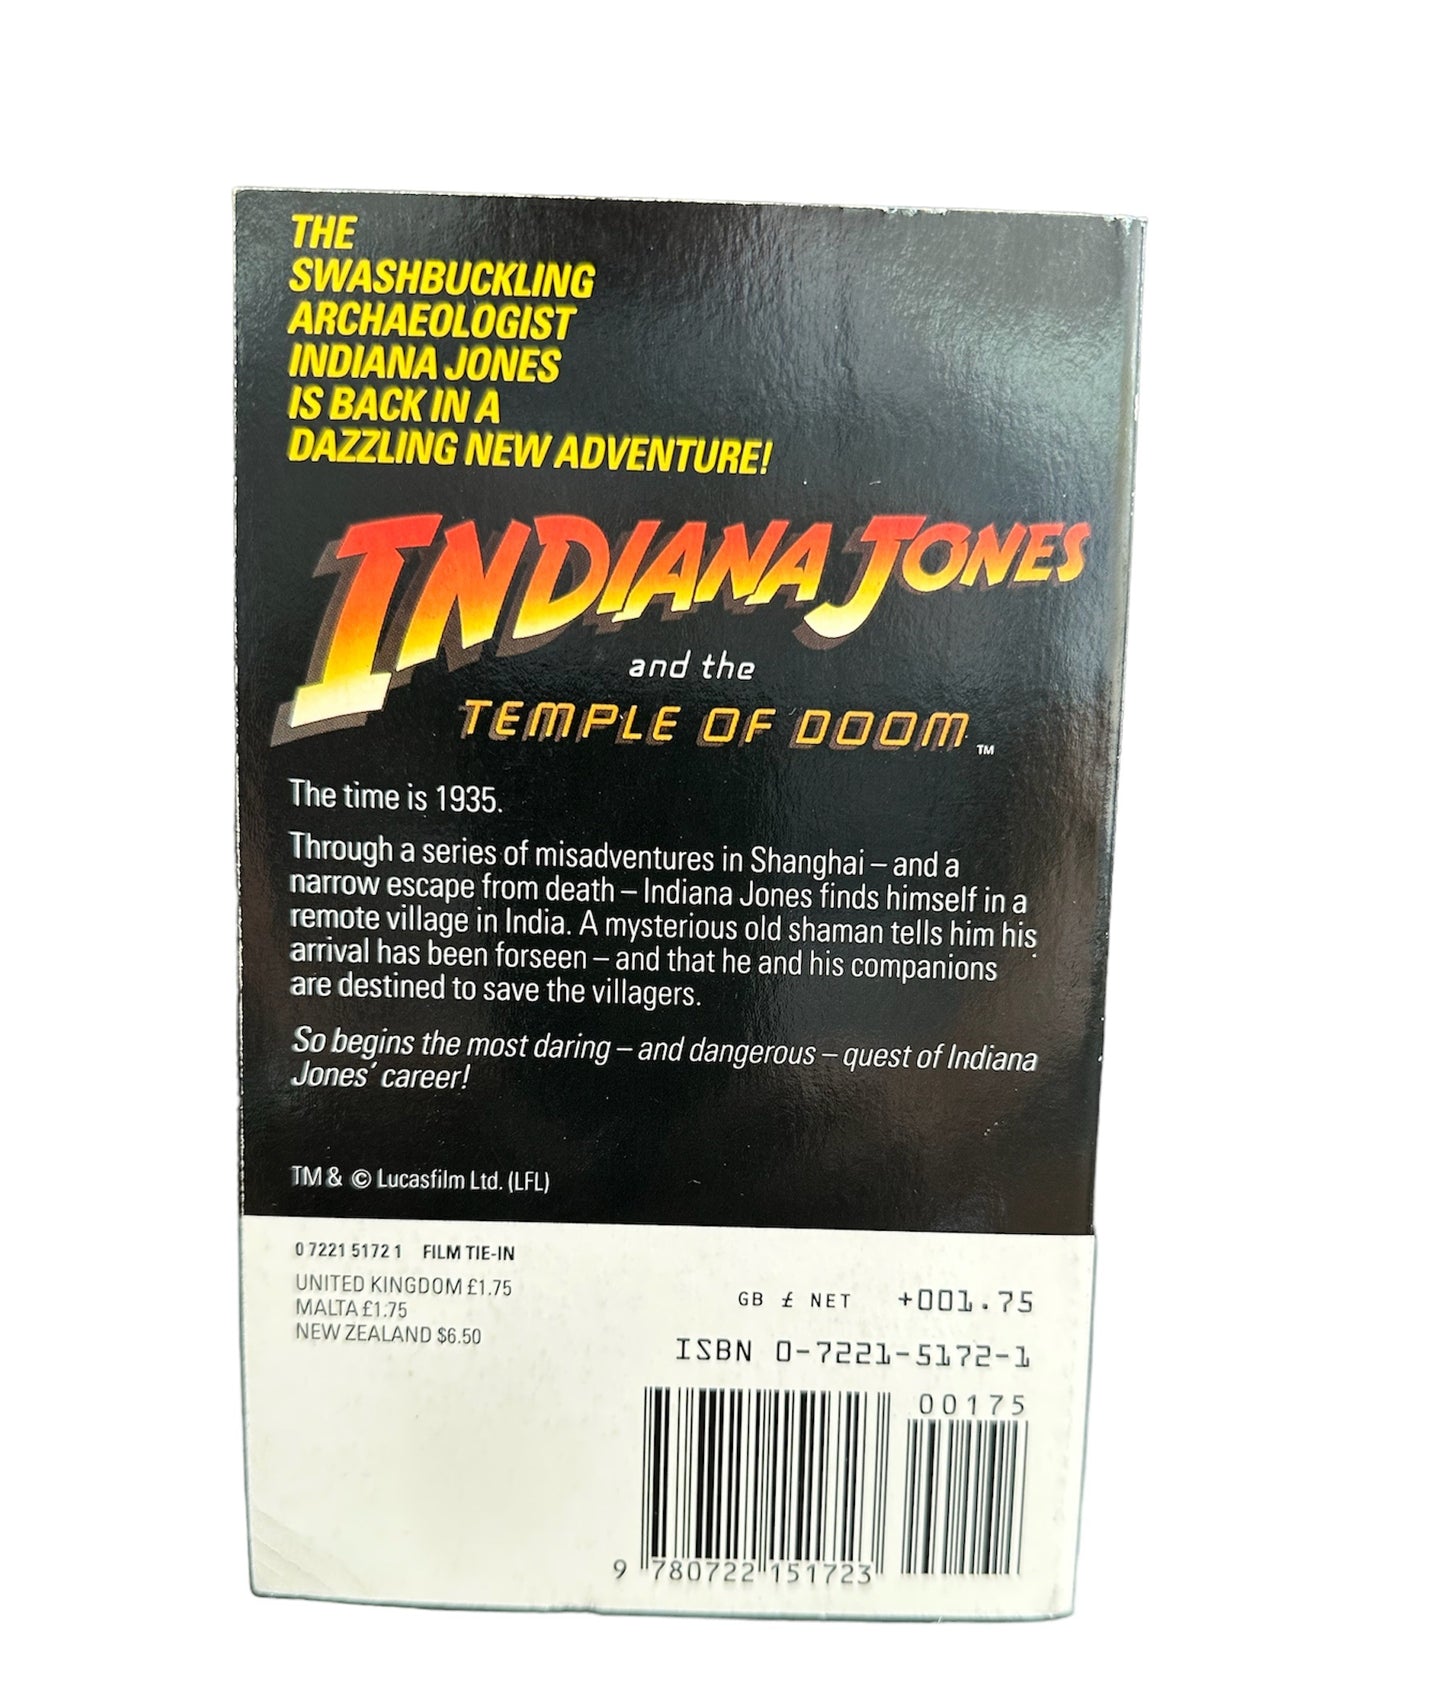 THE
SWASHBUCKLING
ARCHAEOLOGIST
INDIANA JONES
IS BACK IN A
DAZZLING NEW ADVENTURE!
INDIANA JONES
and the
TEMPLE OF DOOM TM
The time is 1935.
Through a series of misadventures in Shanghai – and a
narrow escape from death – Indiana Jones finds himself in a
remote village in India. A mysterious old shaman tells him his
arrival has been forseen – and that he and his companions
are destined to save the villagers.
So begins the most daring – and dangerous – quest of Indiana
Jones' career!
TM & © Lucasfilm Ltd. (LFL)
0 7221 5172 1 FILM TIE-IN
UNITED KINGDOM £1.75
MALTA £1.75
NEW ZEALAND $6.50
GB £ NET +001.75
ISBN 0-7221-5172-1
00175
9 780722 151723